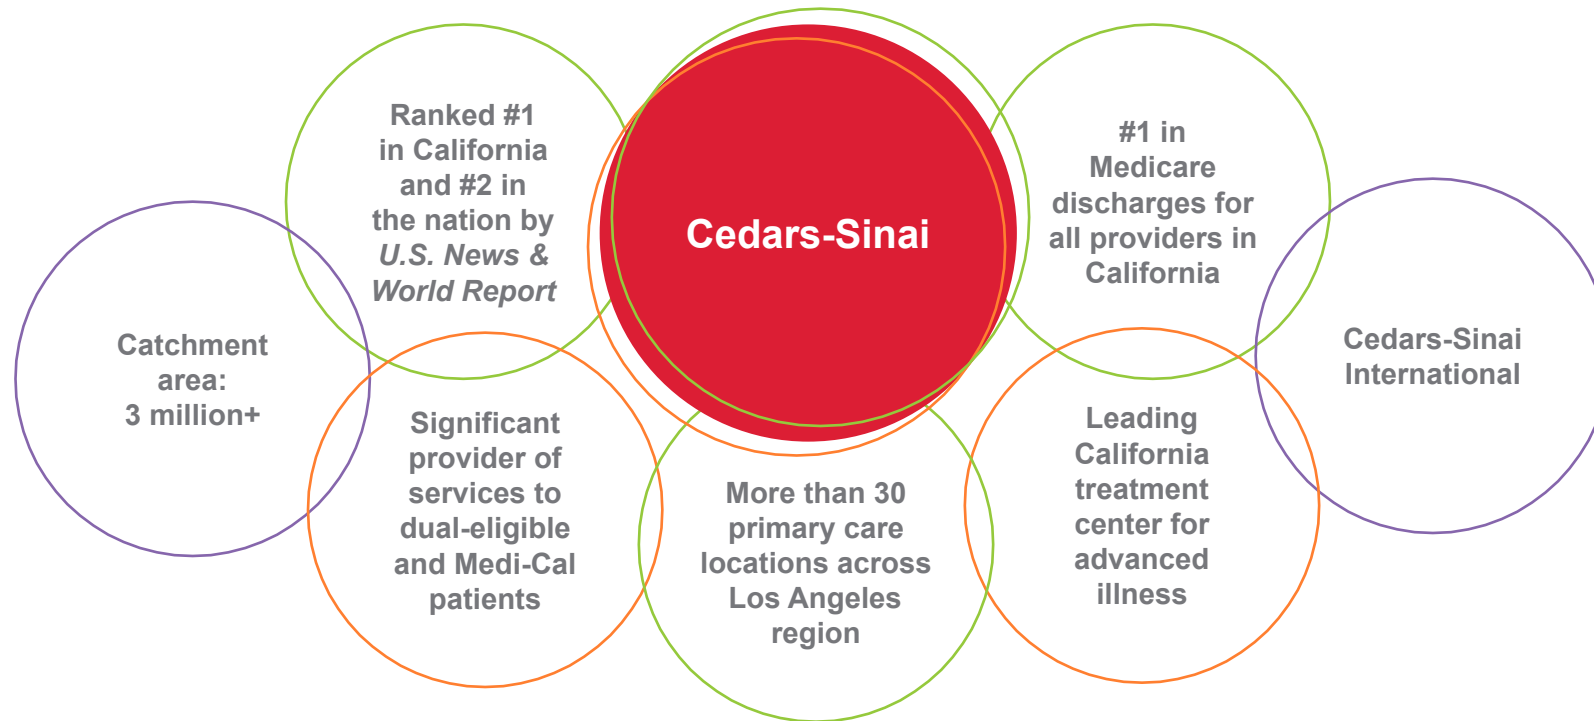 Ranked #1
in California
and #2 in
the nation by
U.S. News &
World Report
Cedars-Sinai
#1 in
Medicare
discharges for
all providers in
California
Catchment
area:
3 million+
Cedars-Sinai
International
Significant
provider of
services to
dual-eligible
and Medi-Cal
patients
More than 30
primary care
locations across
Los Angeles
region
Leading
California
treatment
center for
advanced
illness